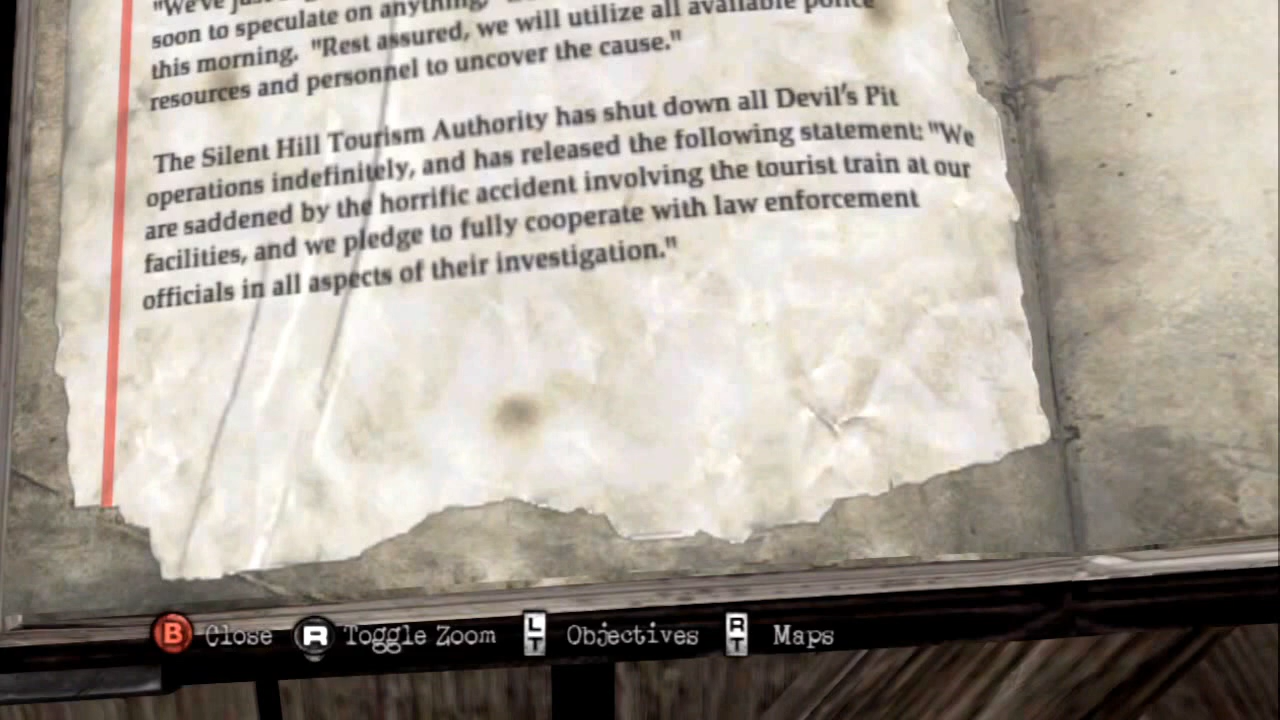 "We've
soon to speculate on anything,
this morning. "Rest assured, we will utilize all available police
resources and personnel to uncover the cause."
The Silent Hill Tourism Authority has shut down all Devil's Pit
operations indefinitely, and has released the following statement: "We
are saddened by the horrific accident involving the tourist train at our
facilities, and we pledge to fully cooperate with law enforcement
officials in all aspects of their investigation."
B Close R Toggle Zoom LT Objectives RT Maps